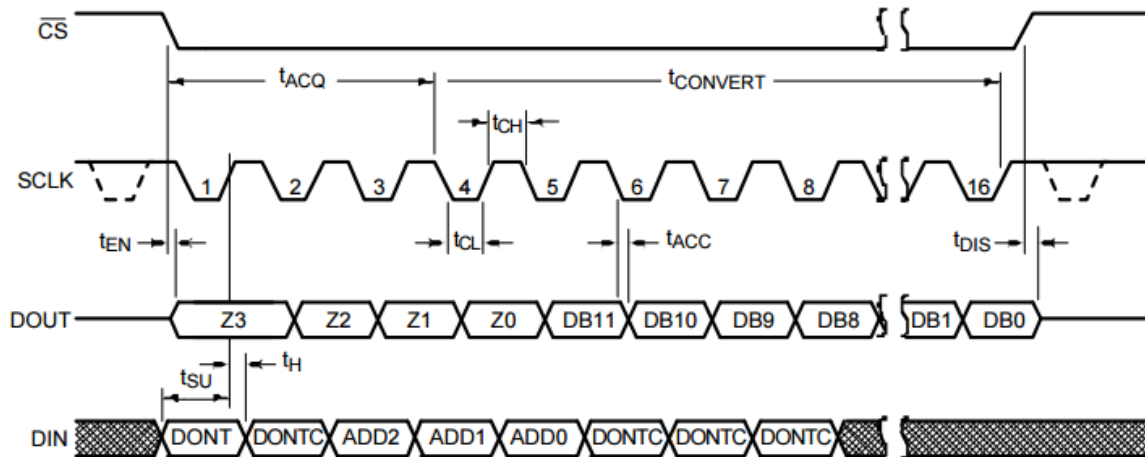 CS
tACQ
tCONVERT
tCH
SCLK
1 2 3 4 5 6 7 8 16
tEN
tCL
tACC
tDIS
DOUT
Z3 Z2 Z1 Z0 DB11 DB10 DB9 DB8 DB1 DB0
tSU
tH
DIN
DONT DONTC ADD2 ADD1 ADD0 DONTC DONTC DONTC